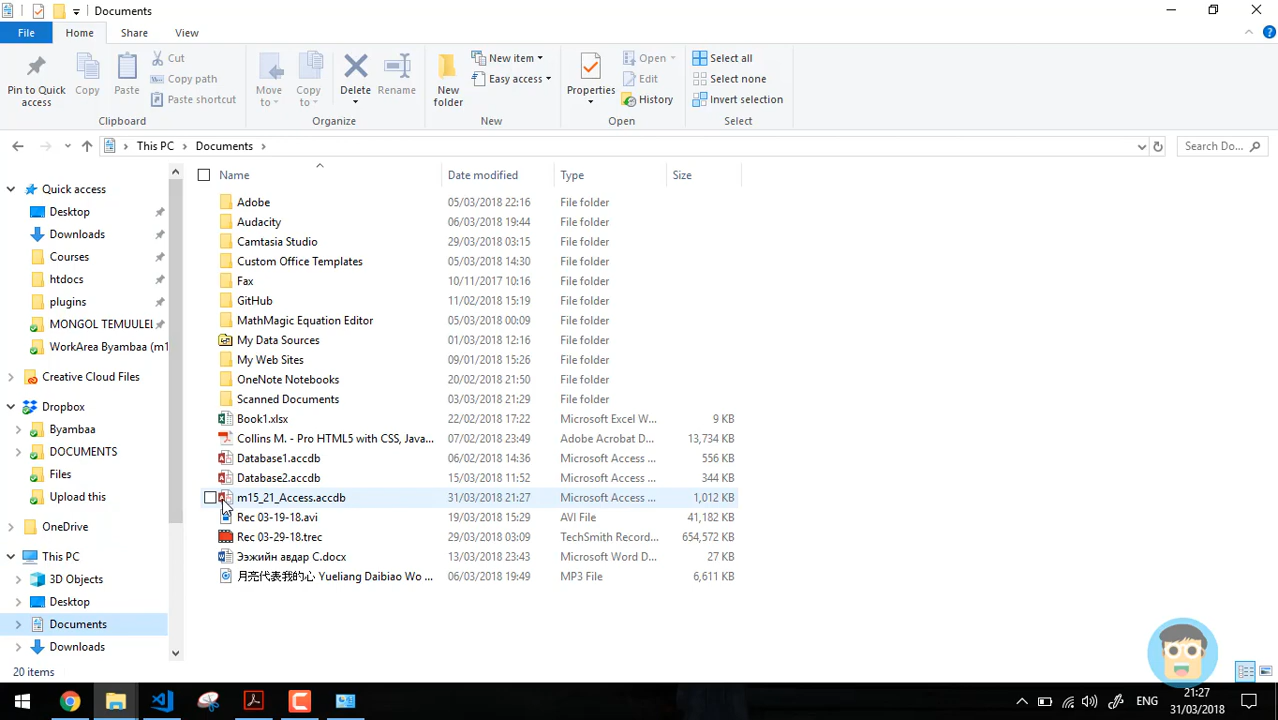 Documents
File Home Share View
Pin to Quick access
Copy
Paste
Cut
Copy path
Paste shortcut
Clipboard
Move to
Copy to
Delete
Rename
Organize
New folder
New item
Easy access
New
Properties
Open
Edit
History
Open
Select all
Select none
Invert selection
Select
This PC > Documents >
Search Do...
Name Date modified Type Size
Quick access
Desktop
Downloads
Courses
htdocs
plugins
MONGOL TEMUULEL
WorkArea Byambaa (m1
Creative Cloud Files
Dropbox
Byambaa
DOCUMENTS
Files
Upload this
OneDrive
This PC
3D Objects
Desktop
Documents
Downloads
Adobe 05/03/2018 22:16 File folder
Audacity 06/03/2018 19:44 File folder
Camtasia Studio 29/03/2018 03:15 File folder
Custom Office Templates 05/03/2018 14:30 File folder
Fax 10/11/2017 10:16 File folder
GitHub 11/02/2018 15:19 File folder
MathMagic Equation Editor 05/03/2018 00:09 File folder
My Data Sources 01/03/2018 12:16 File folder
My Web Sites 09/01/2018 15:26 File folder
OneNote Notebooks 20/02/2018 21:50 File folder
Scanned Documents 03/03/2018 21:29 File folder
Book1.xlsx 22/02/2018 17:22 Microsoft Excel W... 9 KB
Collins M. - Pro HTML5 with CSS, Java... 07/02/2018 23:49 Adobe Acrobat D... 13,734 KB
Database1.accdb 06/02/2018 14:36 Microsoft Access ... 556 KB
Database2.accdb 15/03/2018 11:52 Microsoft Access ... 344 KB
m15_21_Access.accdb 31/03/2018 21:27 Microsoft Access ... 1,012 KB
Rec 03-19-18.avi 19/03/2018 15:29 AVI File 41,182 KB
Rec 03-29-18.trec 29/03/2018 03:09 TechSmith Record... 654,572 KB
Ээжийн авдар С.docx 13/03/2018 23:43 Microsoft Word D... 27 KB
月亮代表我的心 Yueliang Daibiao Wo ... 06/03/2018 19:49 MP3 File 6,611 KB
20 items
ENG
21:27
31/03/2018